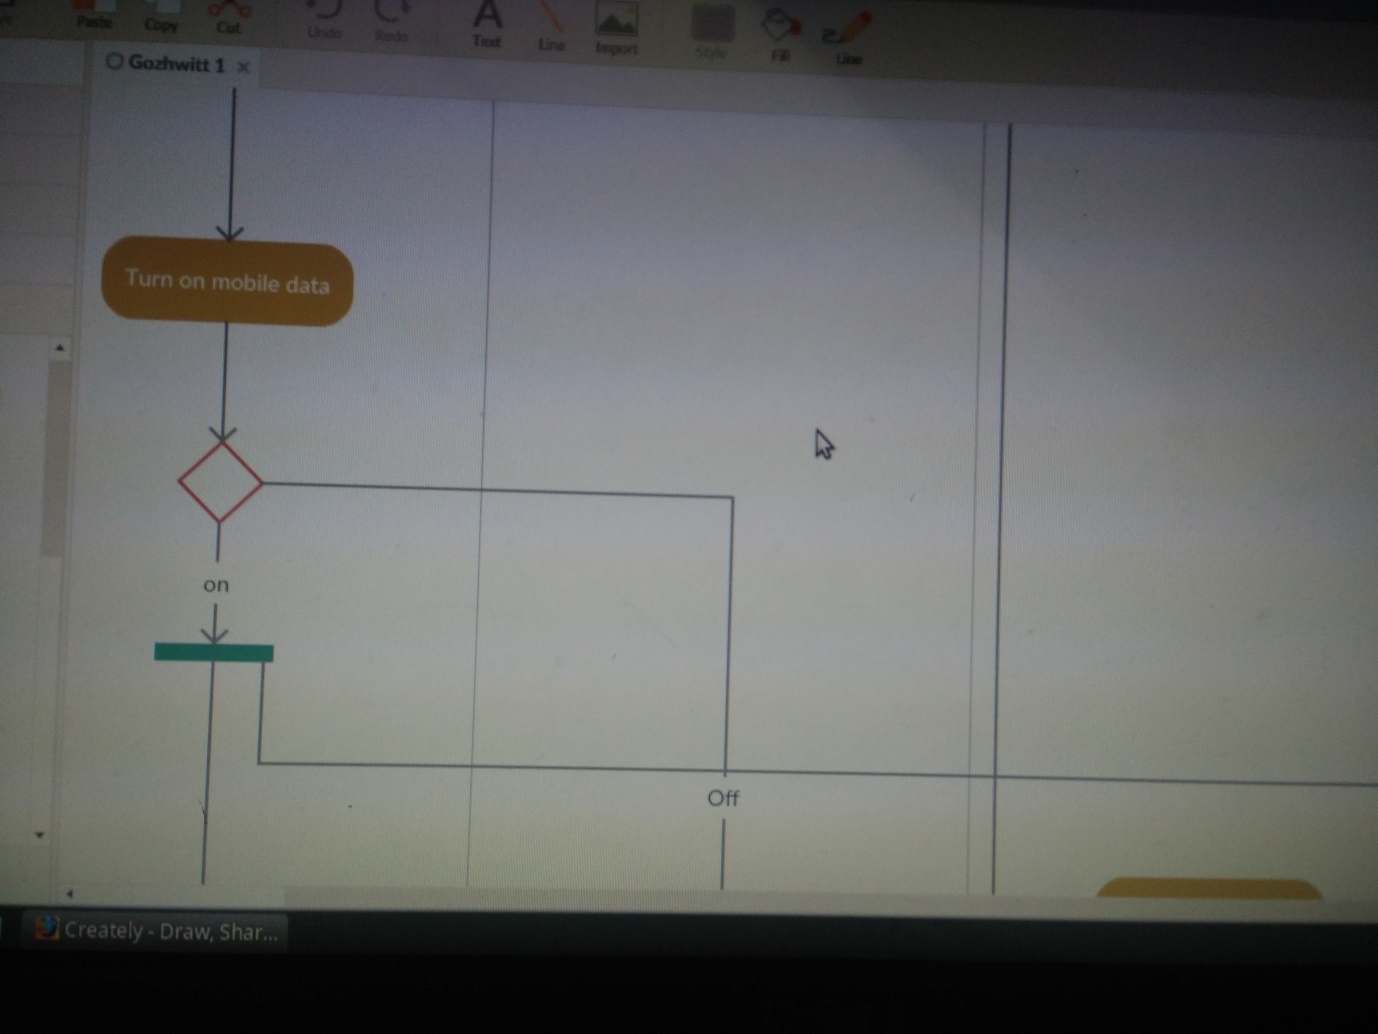 Paste
Copy
Cut
Undo
Redo
Text
Line
Import
Style
Fill
Line
Gozhwitt 1
Turn on mobile data
on
Off
Creately - Draw, Shar...